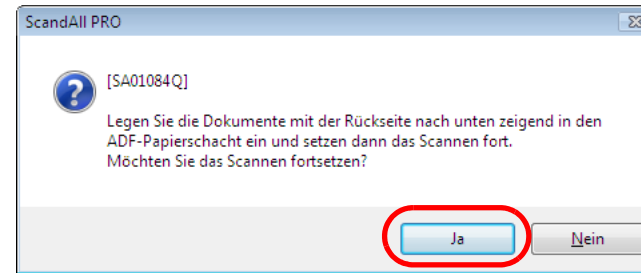 ScandAll PRO
[SA01084Q]
Legen Sie die Dokumente mit der Rückseite nach unten zeigend in den
ADF-Papierschacht ein und setzen dann das Scannen fort.
Möchten Sie das Scannen fortsetzen?
Ja
Nein